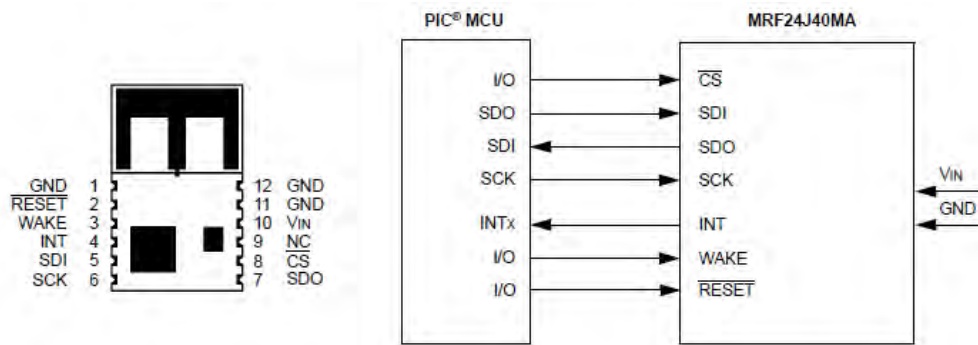 PIC® MCU
MRF24J40MA
GND 1
RESET 2
WAKE 3
INT 4
SDI 5
SCK 6
12 GND
11 GND
10 VIN
9 NC
8 CS
7 SDO
I/O
SDO
SDI
SCK
INTx
I/O
I/O
CS
SDI
SDO
SCK
INT
WAKE
RESET
VIN
GND